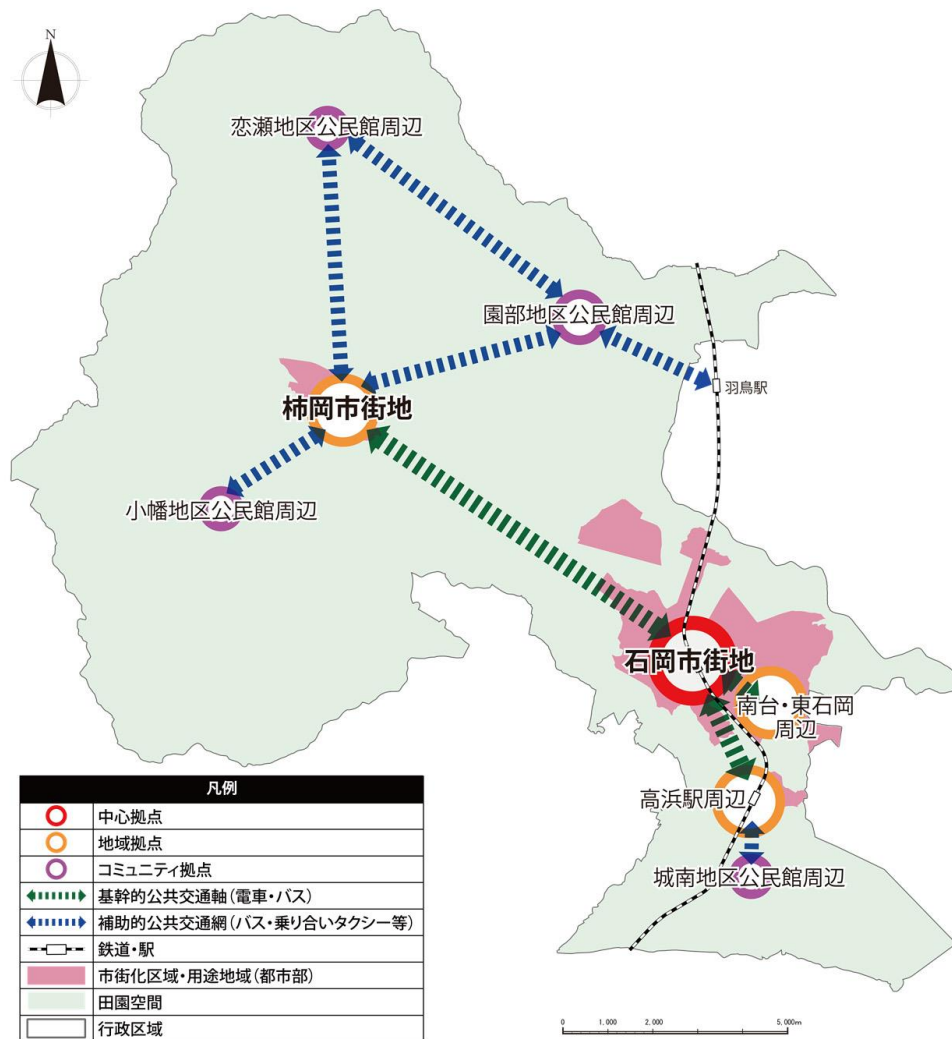 N
恋瀬地区公民館周辺
園部地区公民館周辺
羽鳥駅
柿岡市街地
小幡地区公民館周辺
石岡市街地
南台・東石岡
周辺
高浜駅周辺
城南地区公民館周辺
凡例
中心拠点
地域拠点
コミュニティ拠点
基幹的公共交通軸(電車・バス)
補助的公共交通網(バス・乗り合いタクシー等)
鉄道・駅
市街化区域・用途地域(都市部)
田園空間
行政区域
0 1,000 2,000 5,000m